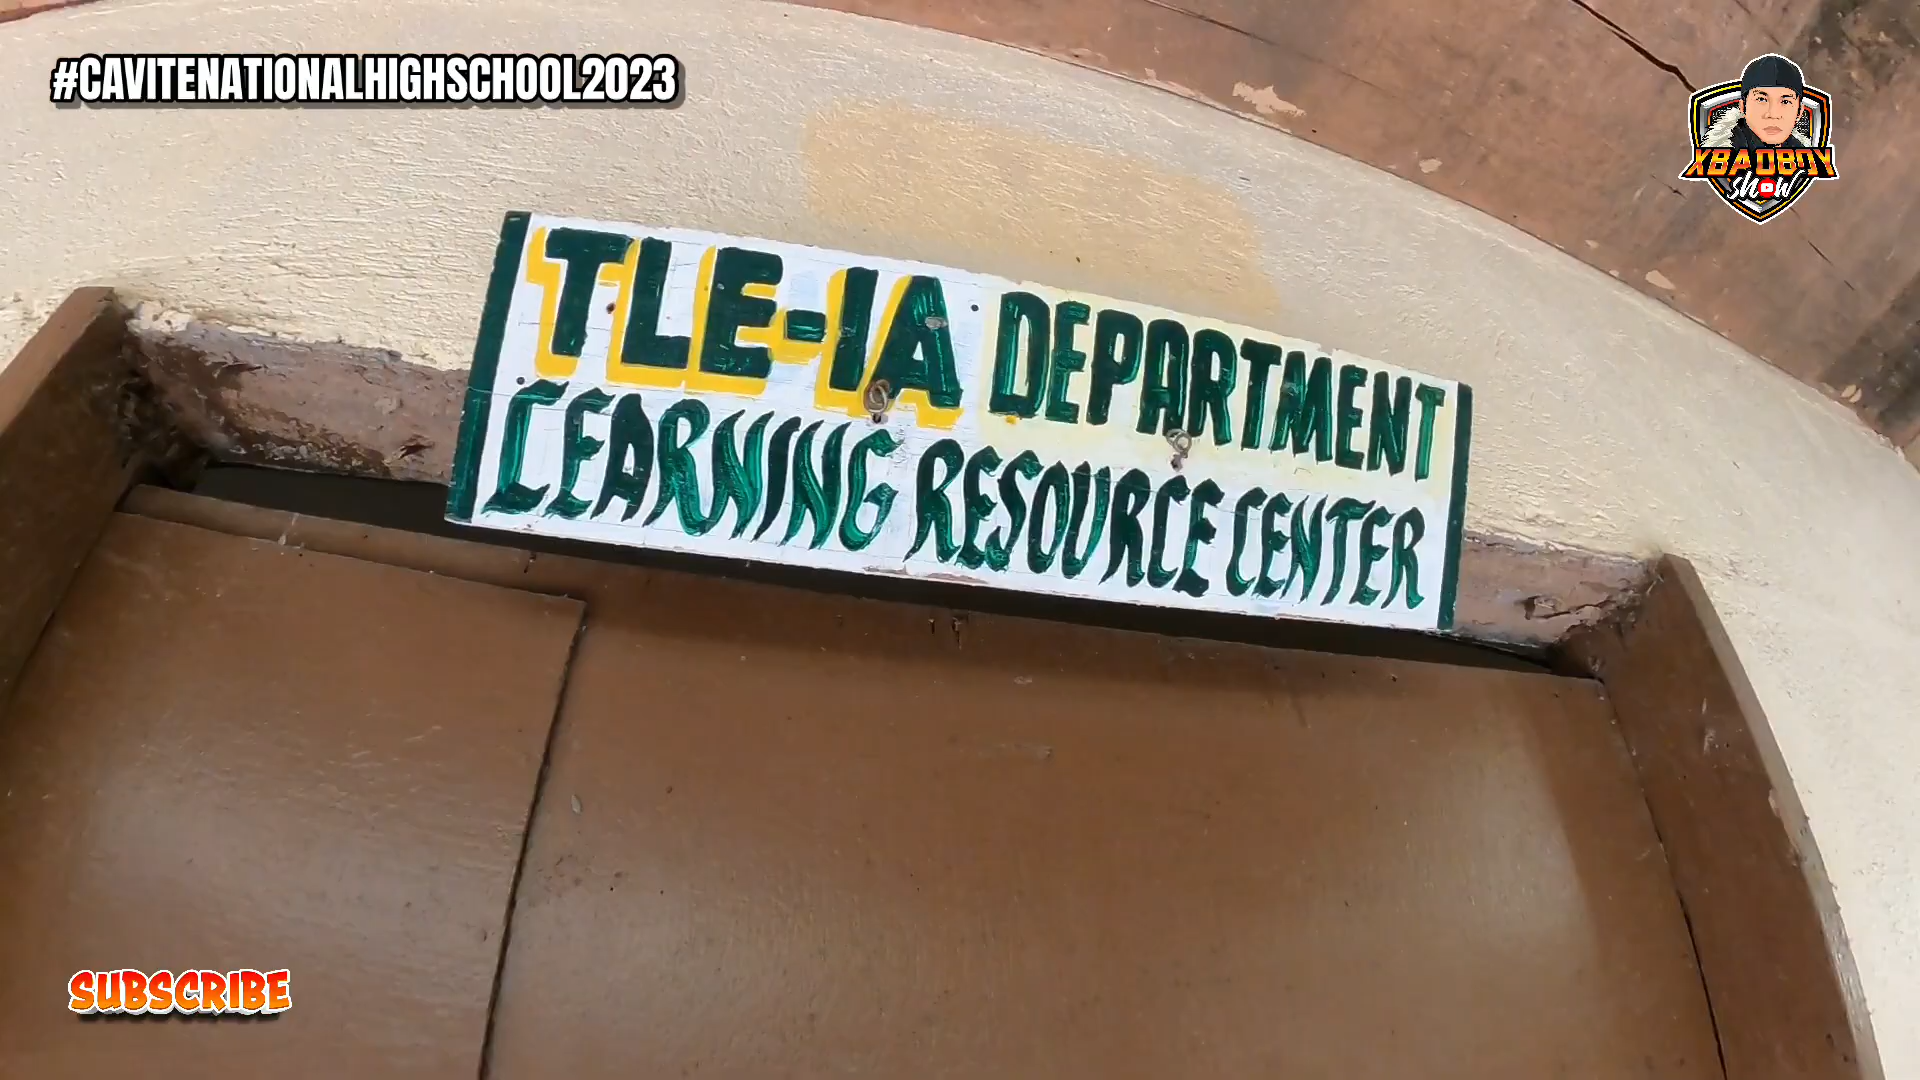 #CAVITENATIONALHIGHSCHOOL2023
XBADBOY
Show
TLE-IA DEPARTMENT
LEARNING RESOURCE CENTER
SUBSCRIBE